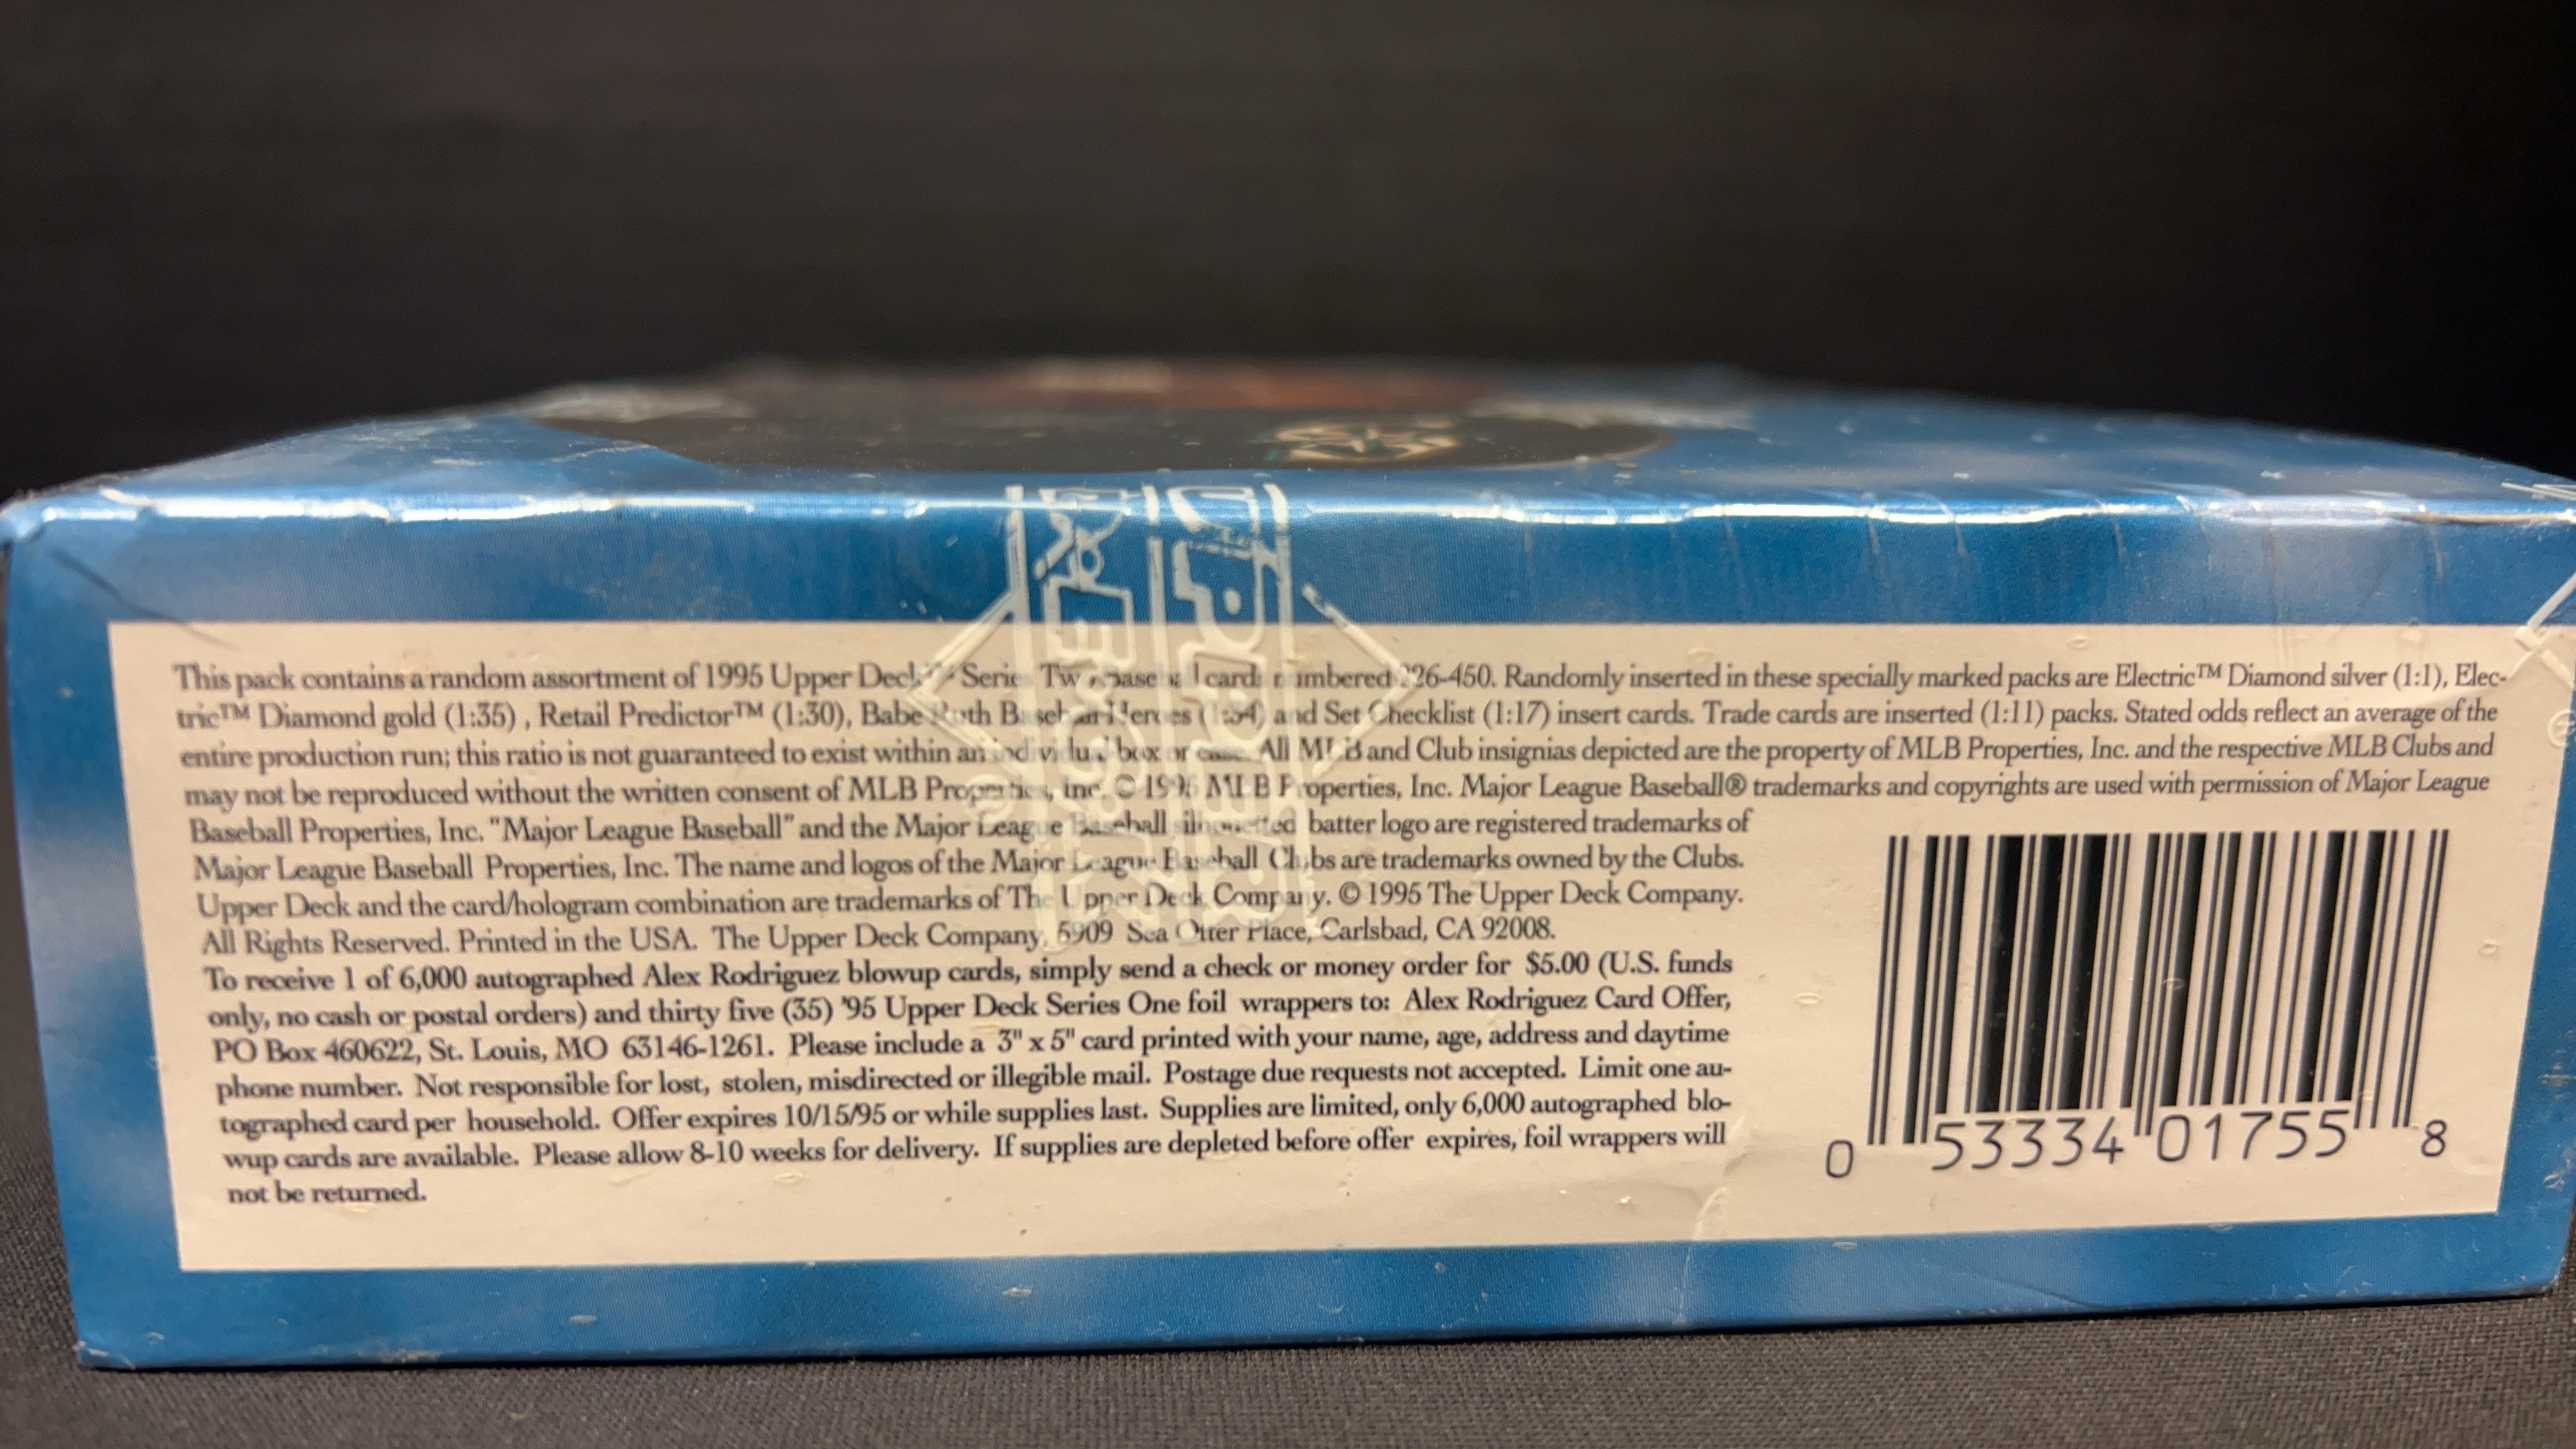 This pack contains a random assortment of 1995 Upper Deck™ Series Two baseball cards numbered 226-450. Randomly inserted in these specially marked packs are Electric™ Diamond silver (1:1), Elec-
tric™ Diamond gold (1:35) , Retail Predictor™ (1:30), Babe Ruth Baseball Heroes (1:34) and Set Checklist (1:17) insert cards. Trade cards are inserted (1:11) packs. Stated odds reflect an average of the
entire production run; this ratio is not guaranteed to exist within an individual box or case. All MLB and Club insignias depicted are the property of MLB Properties, Inc. and the respective MLB Clubs and
may not be reproduced without the written consent of MLB Properties, Inc. © 1995 MLB Properties, Inc. Major League Baseball® trademarks and copyrights are used with permission of Major League
Baseball Properties, Inc. "Major League Baseball" and the Major League Baseball silhouetted batter logo are registered trademarks of
Major League Baseball Properties, Inc. The name and logos of the Major League Baseball Clubs are trademarks owned by the Clubs.
Upper Deck and the card/hologram combination are trademarks of The Upper Deck Company. © 1995 The Upper Deck Company.
All Rights Reserved. Printed in the USA. The Upper Deck Company, 5909 Sea Otter Place, Carlsbad, CA 92008.
To receive 1 of 6,000 autographed Alex Rodriguez blowup cards, simply send a check or money order for $5.00 (U.S. funds
only, no cash or postal orders) and thirty five (35) '95 Upper Deck Series One foil wrappers to: Alex Rodriguez Card Offer,
PO Box 460622, St. Louis, MO 63146-1261. Please include a 3" x 5" card printed with your name, age, address and daytime
phone number. Not responsible for lost, stolen, misdirected or illegible mail. Postage due requests not accepted. Limit one au-
tographed card per household. Offer expires 10/15/95 or while supplies last. Supplies are limited, only 6,000 autographed blo-
wup cards are available. Please allow 8-10 weeks for delivery. If supplies are depleted before offer expires, foil wrappers will
not be returned.
0 53334 01755 8